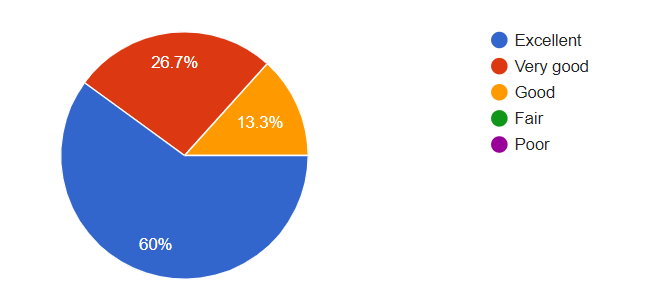 26.7%
13.3%
60%
Excellent
Very good
Good
Fair
Poor